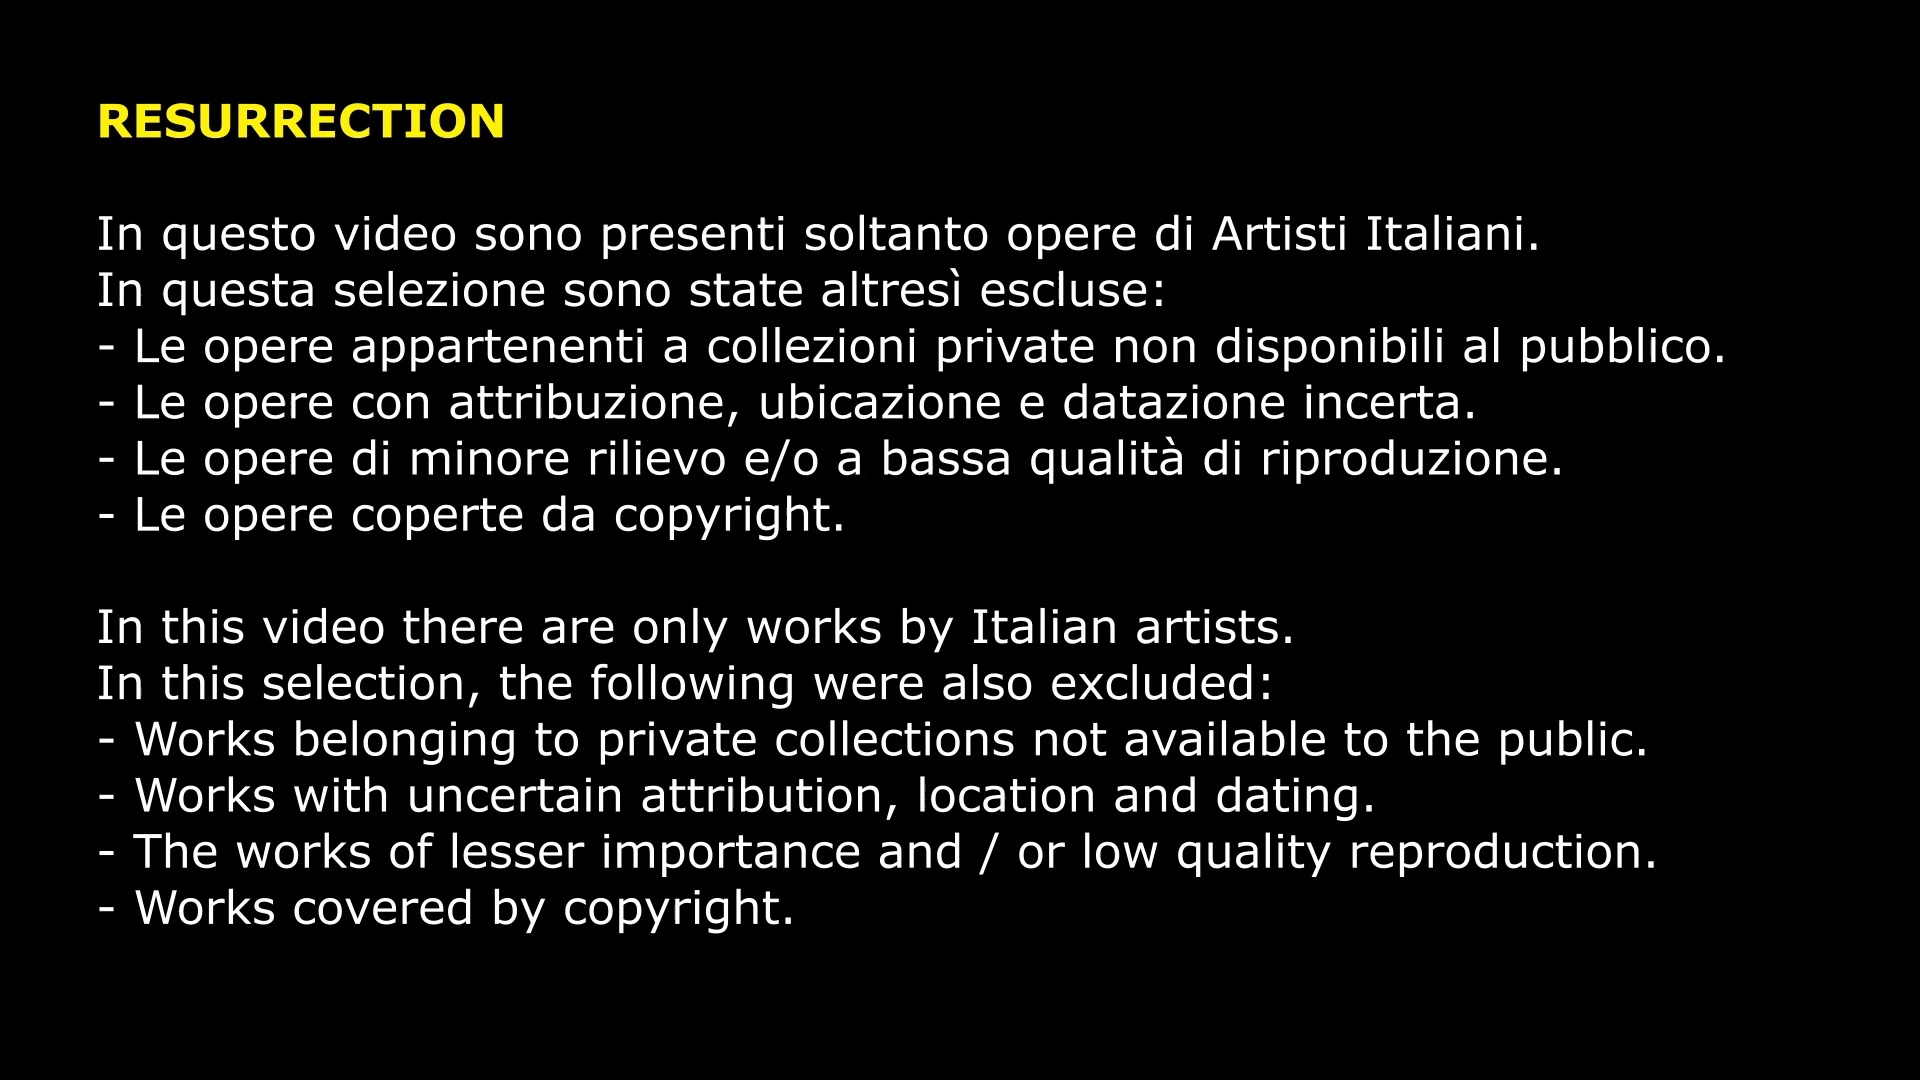 RESURRECTION
In questo video sono presenti soltanto opere di Artisti Italiani.
In questa selezione sono state altresì escluse:
- Le opere appartenenti a collezioni private non disponibili al pubblico.
- Le opere con attribuzione, ubicazione e datazione incerta.
- Le opere di minore rilievo e/o a bassa qualità di riproduzione.
- Le opere coperte da copyright.
In this video there are only works by Italian artists.
In this selection, the following were also excluded:
- Works belonging to private collections not available to the public.
- Works with uncertain attribution, location and dating.
- The works of lesser importance and / or low quality reproduction.
- Works covered by copyright.